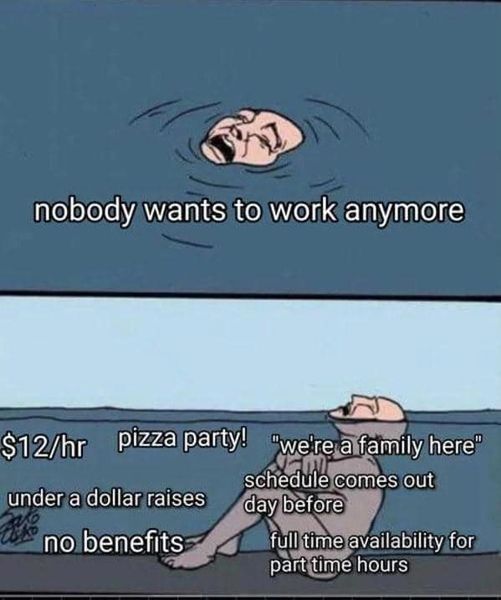 nobody wants to work anymore
$12/hr
pizza party!
"we're a family here"
under a dollar raises
schedule comes out
day before
no benefits
full time availability for
part time hours